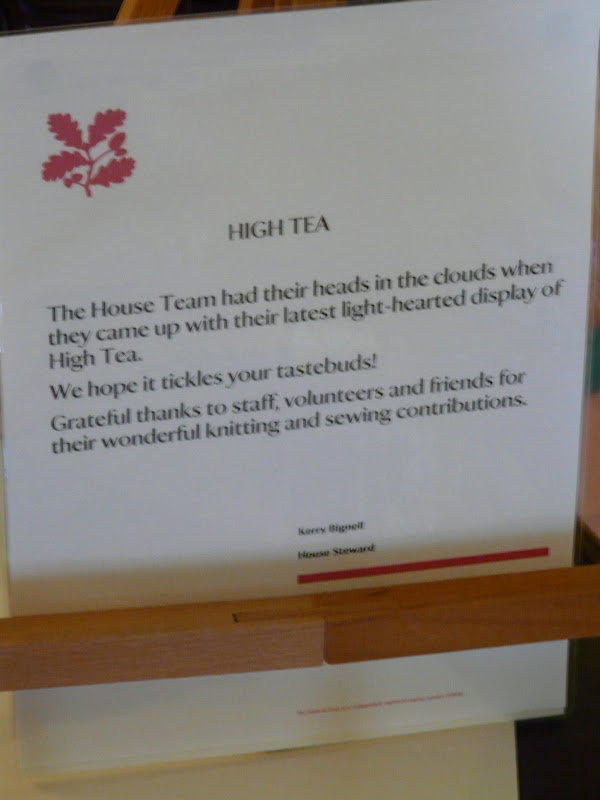 HIGH TEA
The House Team had their heads in the clouds when
they came up with their latest light-hearted display of
High Tea.
We hope it tickles your tastebuds!
Grateful thanks to staff, volunteers and friends for
their wonderful knitting and sewing contributions.
Kerry Bignell
House Steward